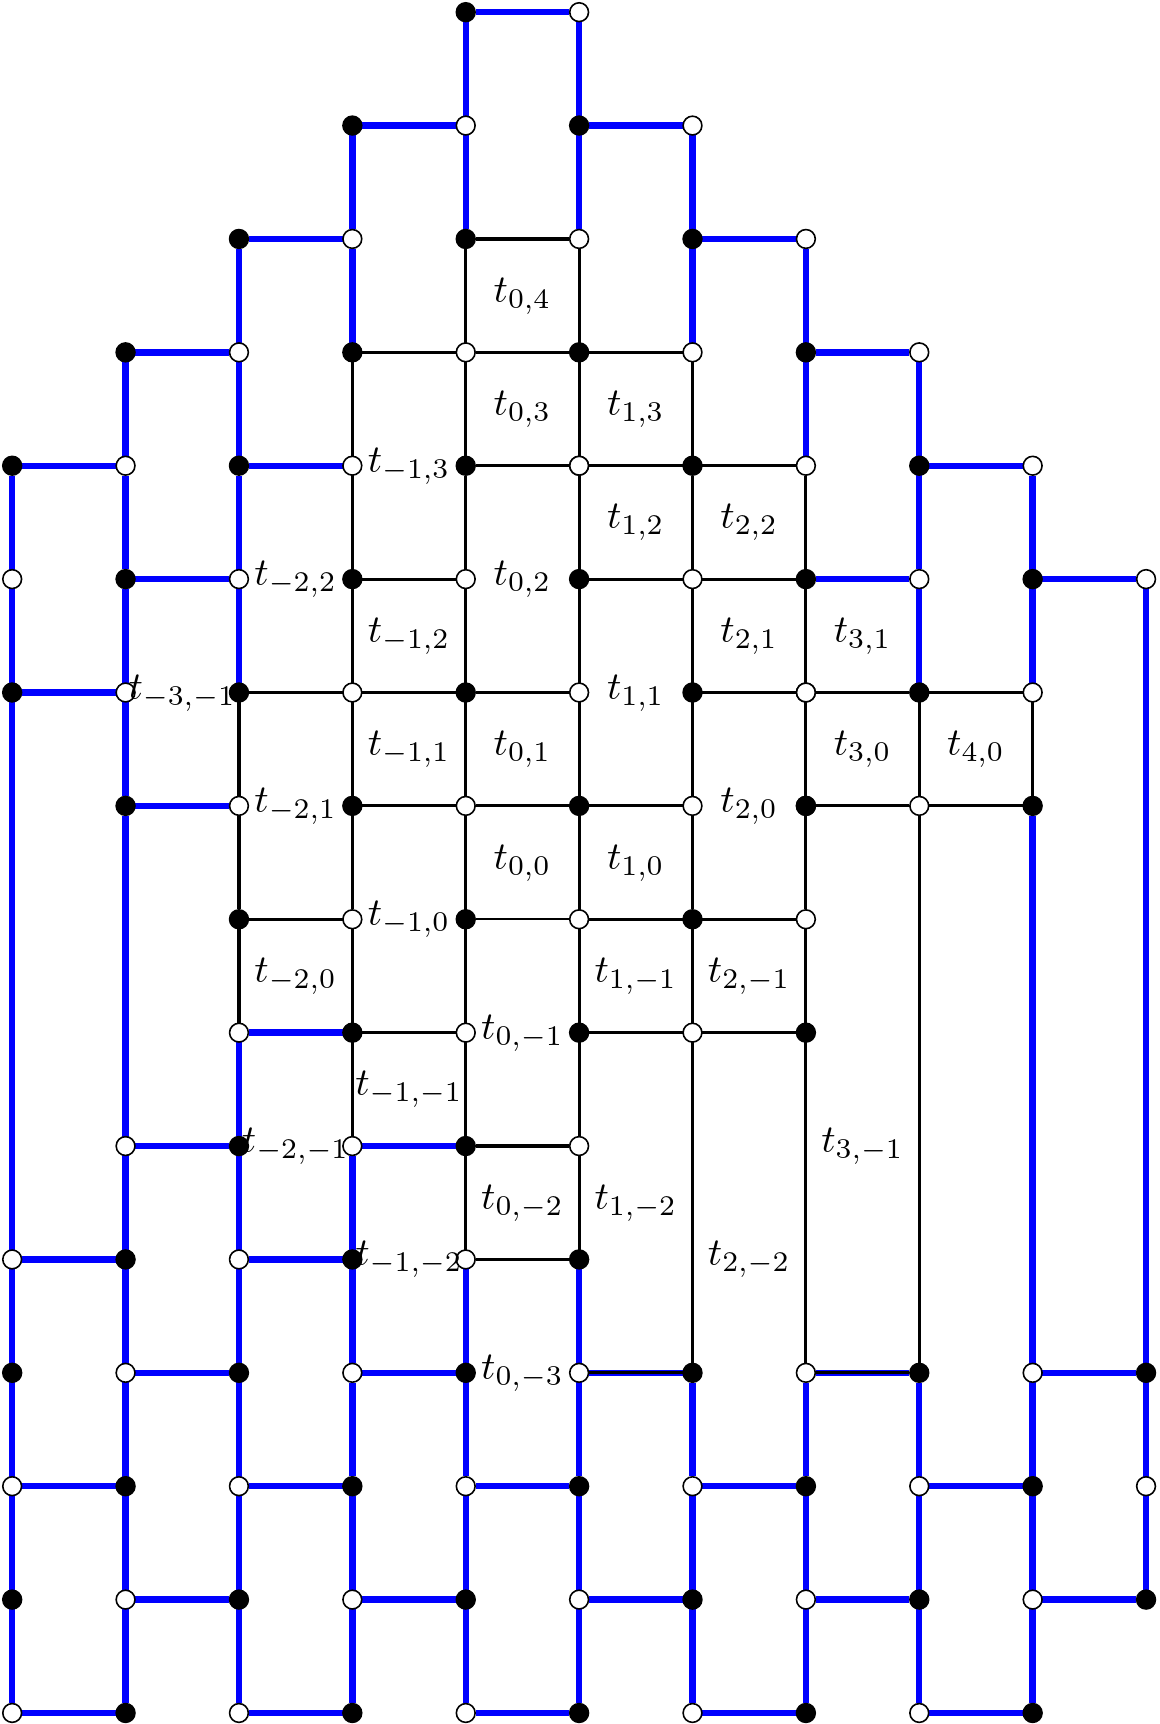 t_{0,4}
t_{0,3} t_{1,3}
t_{-1,3}
t_{1,2} t_{2,2}
t_{-2,2} t_{0,2}
t_{-1,2} t_{2,1} t_{3,1}
t_{-3,-1} t_{1,1}
t_{-1,1} t_{0,1} t_{3,0} t_{4,0}
t_{-2,1} t_{2,0}
t_{0,0} t_{1,0}
t_{-1,0}
t_{-2,0} t_{1,-1} t_{2,-1}
t_{0,-1}
t_{-1,-1}
t_{-2,-1} t_{3,-1}
t_{0,-2} t_{1,-2}
t_{-1,-2} t_{2,-2}
t_{0,-3}